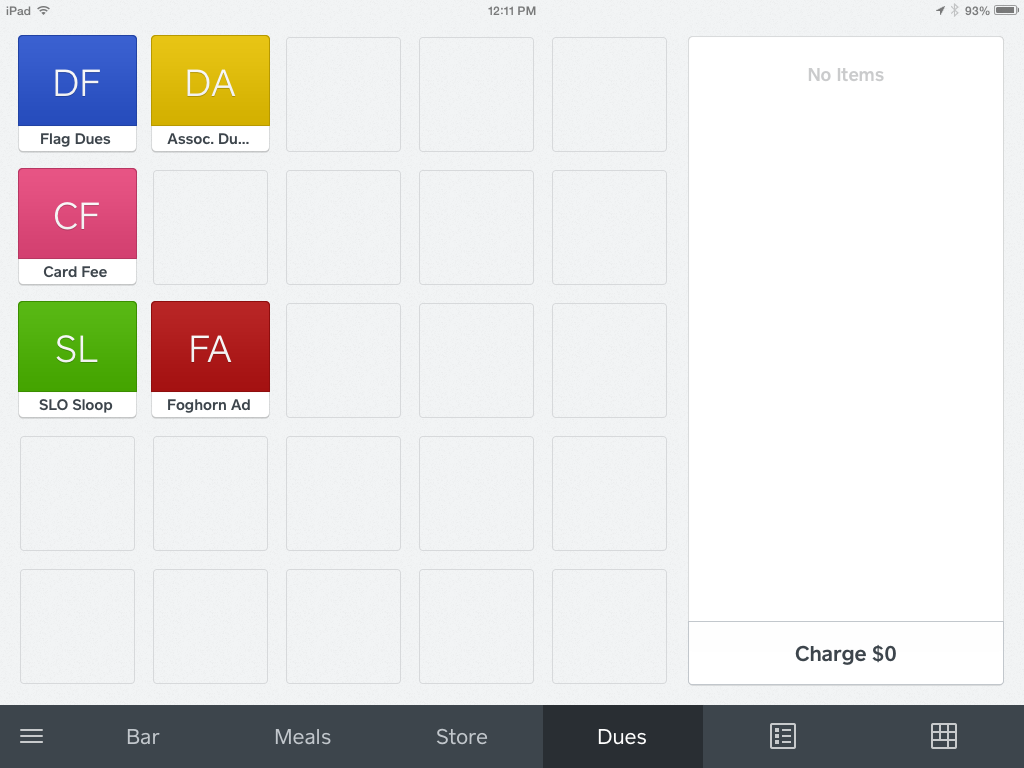 iPad 12:11 PM 93%
DF DA
Flag Dues Assoc. Du...
CF
Card Fee
SL FA
SLO Sloop Foghorn Ad
No Items
Charge $0
Bar Meals Store Dues